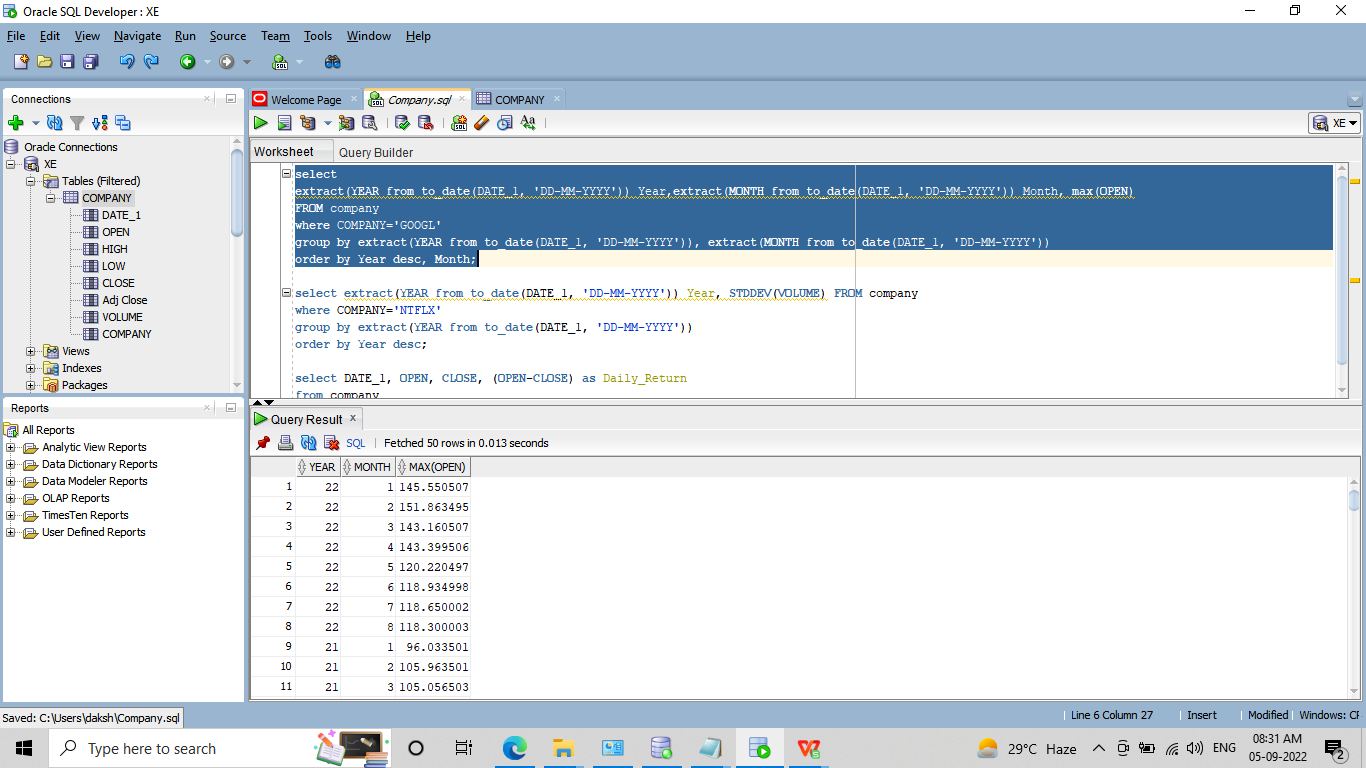 Oracle SQL Developer : XE
File Edit View Navigate Run Source Team Tools Window Help
Connections
Oracle Connections
XE
Tables (Filtered)
COMPANY
DATE_1
OPEN
HIGH
LOW
CLOSE
Adj Close
VOLUME
COMPANY
Views
Indexes
Packages
Reports
All Reports
Analytic View Reports
Data Dictionary Reports
Data Modeler Reports
OLAP Reports
TimesTen Reports
User Defined Reports
Welcome Page Company.sql COMPANY
XE
Worksheet Query Builder
select
extract(YEAR from to_date(DATE_1, 'DD-MM-YYYY')) Year,extract(MONTH from to_date(DATE_1, 'DD-MM-YYYY')) Month, max(OPEN)
FROM company
where COMPANY='GOOGL'
group by extract(YEAR from to_date(DATE_1, 'DD-MM-YYYY')), extract(MONTH from to_date(DATE_1, 'DD-MM-YYYY'))
order by Year desc, Month;
select extract(YEAR from to_date(DATE_1, 'DD-MM-YYYY')) Year, STDDEV(VOLUME) FROM company
where COMPANY='NTFLX'
group by extract(YEAR from to_date(DATE_1, 'DD-MM-YYYY'))
order by Year desc;
select DATE_1, OPEN, CLOSE, (OPEN-CLOSE) as Daily_Return
from company
Query Result
SQL Fetched 50 rows in 0.013 seconds
YEAR MONTH MAX(OPEN)
1 22 1 145.550507
2 22 2 151.863495
3 22 3 143.160507
4 22 4 143.399506
5 22 5 120.220497
6 22 6 118.934998
7 22 7 118.650002
8 22 8 118.300003
9 21 1 96.033501
10 21 2 105.963501
11 21 3 105.056503
Saved: C:\Users\daksh\Company.sql
Line 6 Column 27 Insert Modified Windows: CF
Type here to search
29°C Haze ENG
08:31 AM
05-09-2022
2